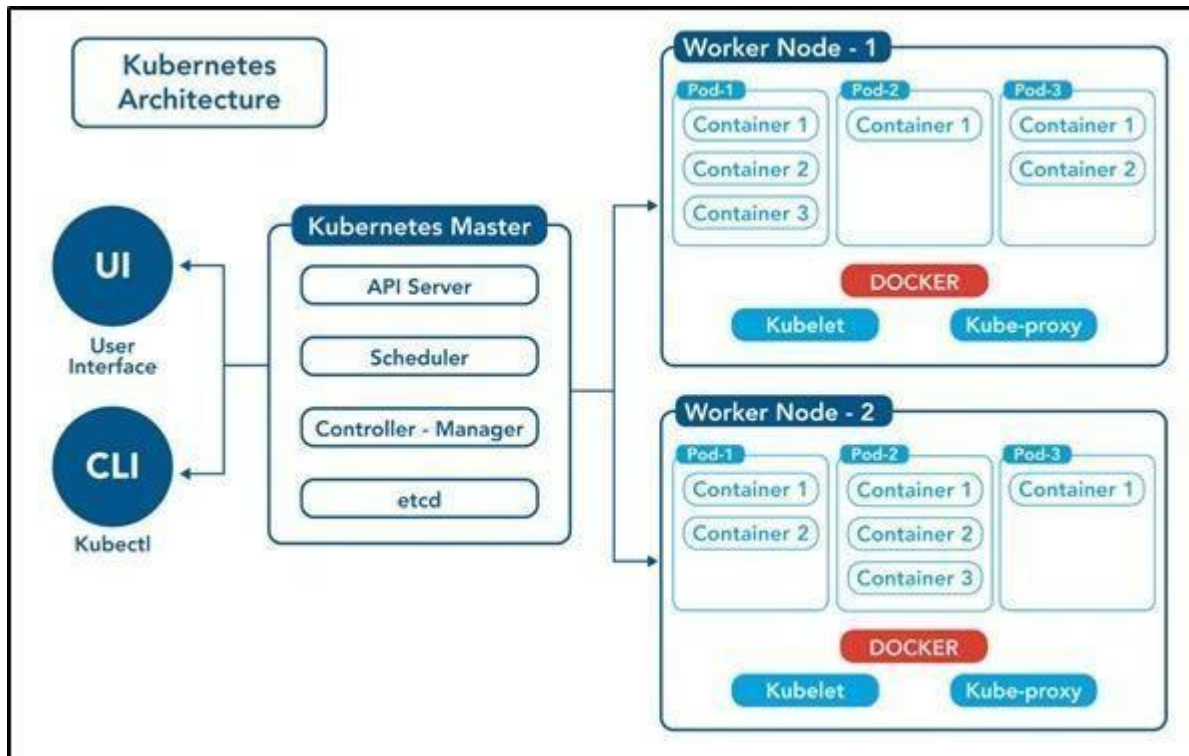 Kubernetes
Architecture
UI
User
Interface
CLI
Kubectl
Kubernetes Master
API Server
Scheduler
Controller - Manager
etcd
Worker Node - 1
Pod-1
Container 1
Container 2
Container 3
Pod-2
Container 1
Pod-3
Container 1
Container 2
DOCKER
Kubelet
Kube-proxy
Worker Node - 2
Pod-1
Container 1
Container 2
Pod-2
Container 1
Container 2
Container 3
Pod-3
Container 1
DOCKER
Kubelet
Kube-proxy